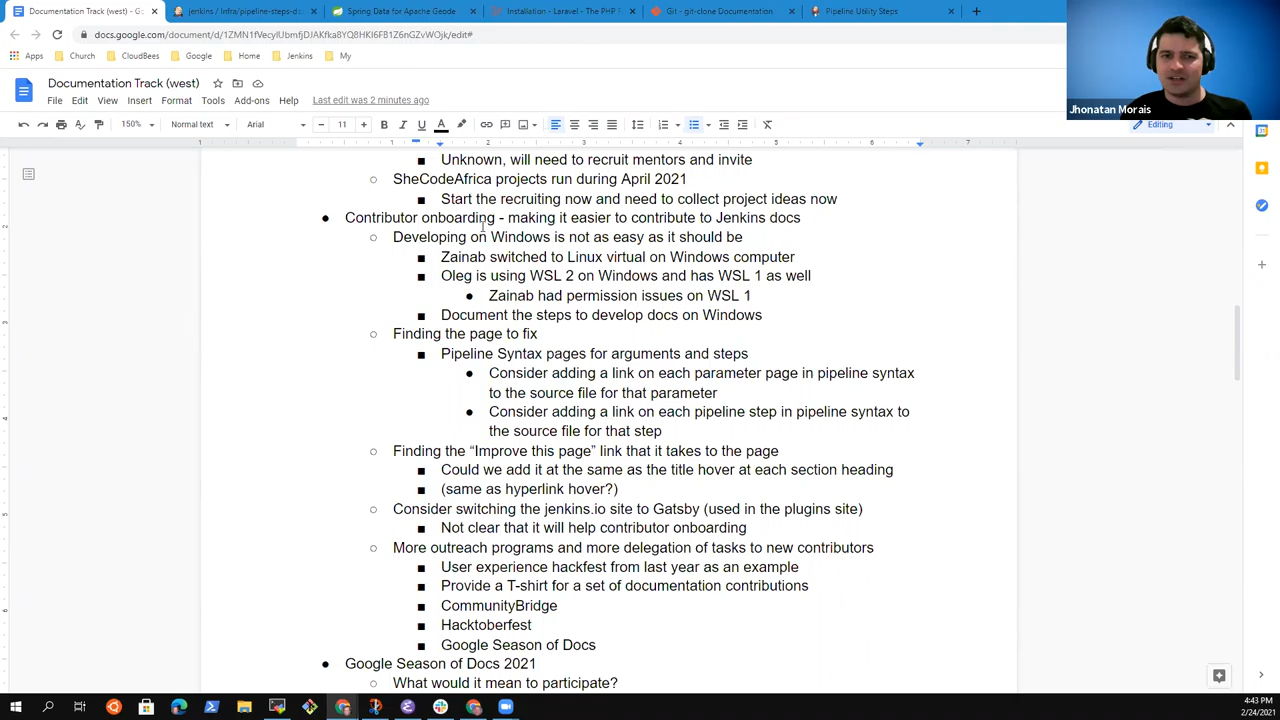 Documentation Track (west) - Go
jenkins / Infra/pipeline-steps-do
Spring Data for Apache Geode
Installation - Laravel - The PHP F
Git - git-clone Documentation
Pipeline Utility Steps
docs.google.com/document/d/1ZMN1fVecyIUbmfjDJAKfka8YQ8HKI6FB1Z6nGZvWOjk/edit#
Apps
Church
CloudBees
Google
Home
Jenkins
My
Documentation Track (west)
File Edit View Insert Format Tools Add-ons Help Last edit was 2 minutes ago
150% Normal text Arial 11
Editing
Jhonatan Morais
Unknown, will need to recruit mentors and invite
SheCodeAfrica projects run during April 2021
Start the recruiting now and need to collect project ideas now
Contributor onboarding - making it easier to contribute to Jenkins docs
Developing on Windows is not as easy as it should be
Zainab switched to Linux virtual on Windows computer
Oleg is using WSL 2 on Windows and has WSL 1 as well
Zainab had permission issues on WSL 1
Document the steps to develop docs on Windows
Finding the page to fix
Pipeline Syntax pages for arguments and steps
Consider adding a link on each parameter page in pipeline syntax
to the source file for that parameter
Consider adding a link on each pipeline step in pipeline syntax to
the source file for that step
Finding the “Improve this page” link that it takes to the page
Could we add it at the same as the title hover at each section heading
(same as hyperlink hover?)
Consider switching the jenkins.io site to Gatsby (used in the plugins site)
Not clear that it will help contributor onboarding
More outreach programs and more delegation of tasks to new contributors
User experience hackfest from last year as an example
Provide a T-shirt for a set of documentation contributions
CommunityBridge
Hacktoberfest
Google Season of Docs
Google Season of Docs 2021
What would it mean to participate?
4:43 PM
2/24/2021